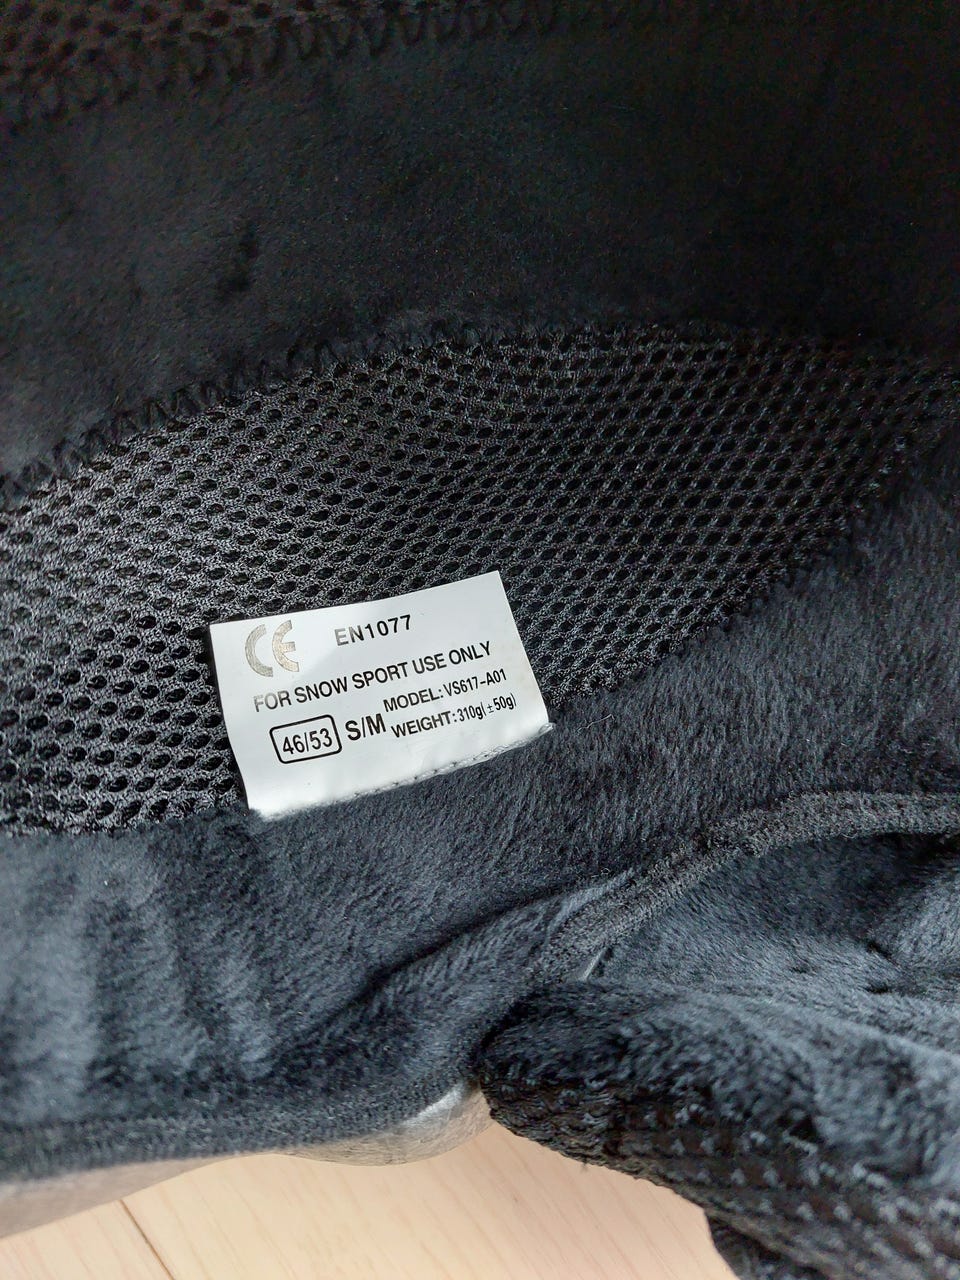 CE EN1077
FOR SNOW SPORT USE ONLY
46/53 S/M MODEL:VS617-A01
WEIGHT:310g(±50g)